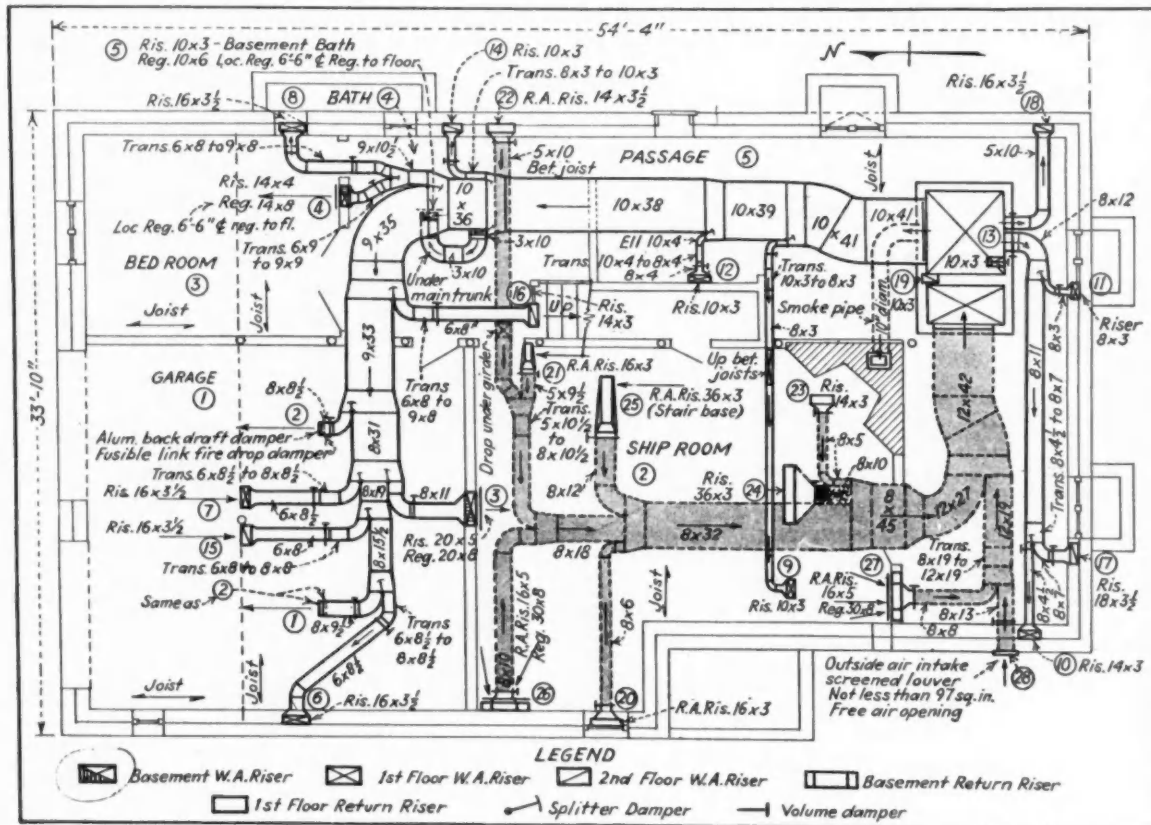 54'-4"
⑤ Ris. 10x3 - Basement Bath
Reg. 10x6 Loc. Reg. 6'-6" ℄ Reg. to floor
⑭ Ris. 10x3
Trans. 8x3 to 10x3
㉒ R.A. Ris. 14x3½
N
Ris. 16x3½
⑧
BATH ④
Ris. 16x3½
⑱
Trans. 6x8 to 9x8
9x10½
5x10
Bet. joist
PASSAGE ⑤
Joist
5x10
8x12
Ris. 14x4
Reg. 14x8
④
Loc Reg. 6'-6" ℄ reg. to fl.
10x36
10x38
10x39
10x41
10x41
⑬
10x3
Trans. 6x9 to 9x9
9x35
3x10
3x10
Ell 10x4
Trans. 10x4 to 8x4
8x4
⑫
Ris. 10x3
Trans. 10x3 to 8x3
⑲
10x3
⑪
Riser 8x3
8x3
BED ROOM
③
Joist
Joist
Under main trunk
⑯
Up
Ris. 14x3
Smoke pipe
10" diam.
8x3
6x8
9x33
GARAGE
①
8x8½
②
Trans 6x8 to 9x8
Drop under girder
㉑
R.A. Ris. 16x3
5x9½
Trans. 5x10½ to 8x10½
㉕
R.A. Ris. 36x3
(Stair base)
Up bet. joists
㉓
Ris. 14x3
8x5
12x42
8x11
Trans. 8x4½ to 8x7
33'-10"
Alum. back draft damper
Fusible link fire drop damper
8x31
SHIP ROOM
②
Trans. 6x8½ to 8x8½
Ris. 16x3½
⑦
6x8½
8x19
8x11
③
8x12
Ris. 36x3
㉔
8x10
8x45
12x27
12x19
Ris. 16x3½
⑮
6x8
8x15½
Ris. 20x5
Reg. 20x8
8x18
8x32
Trans. 8x19 to 12x19
⑰
Ris. 18x3½
Trans. 6x8 to 8x8
Same as ②
①
8x9½
Trans 6x8½ to 8x8½
R.A. Ris. 16x5
Reg. 30x8
8x6
Joist
⑨
Ris. 10x3
㉗
R.A. Ris. 16x5
Reg. 30x8
8x13
8x8
8x4½
8x7
6x8½
8x10
Joist
Joist
⑥
Ris. 16x3½
㉖
⑳
R.A. Ris. 16x3
Outside air intake
screened louver
Not less than 97 sq. in.
Free air opening
㉘
⑩ Ris. 14x3
LEGEND
Basement W.A. Riser
1st Floor W.A. Riser
2nd Floor W.A. Riser
Basement Return Riser
1st Floor Return Riser
Splitter Damper
Volume damper